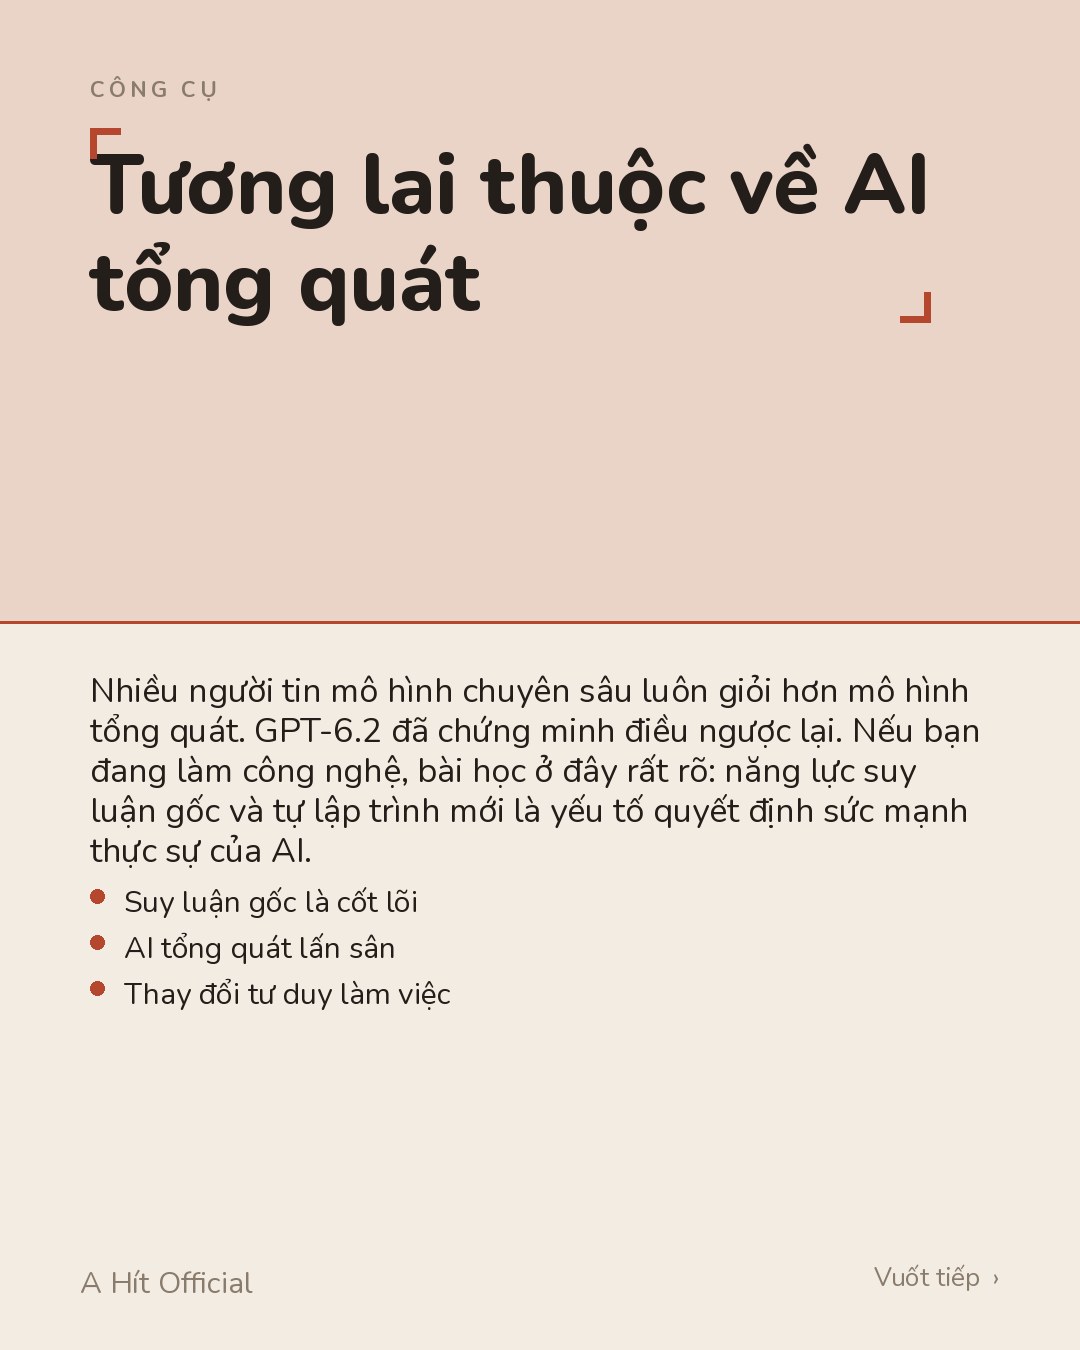 CÔNG CỤ
Tương lai thuộc về AI
tổng quát
Nhiều người tin mô hình chuyên sâu luôn giỏi hơn mô hình
tổng quát. GPT-6.2 đã chứng minh điều ngược lại. Nếu bạn
đang làm công nghệ, bài học ở đây rất rõ: năng lực suy
luận gốc và tự lập trình mới là yếu tố quyết định sức mạnh
thực sự của AI.
Suy luận gốc là cốt lõi
AI tổng quát lấn sân
Thay đổi tư duy làm việc
A Hít Official
Vuốt tiếp ›